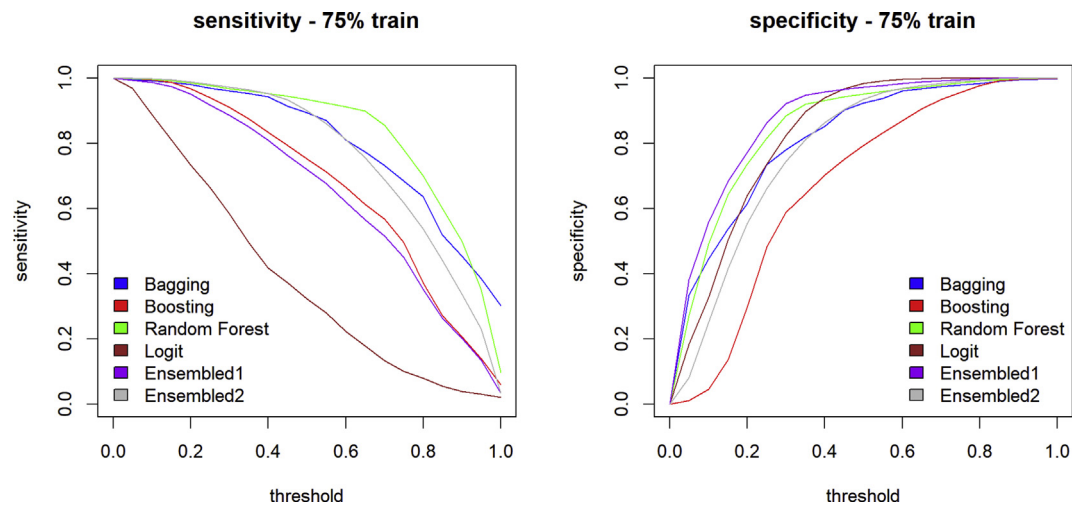 sensitivity - 75% train
sensitivity
1.0
0.8
0.6
0.4
0.2
0.0
Bagging
Boosting
Random Forest
Logit
Ensembled1
Ensembled2
0.0 0.2 0.4 0.6 0.8 1.0
threshold
specificity - 75% train
specificity
1.0
0.8
0.6
0.4
0.2
0.0
Bagging
Boosting
Random Forest
Logit
Ensembled1
Ensembled2
0.0 0.2 0.4 0.6 0.8 1.0
threshold